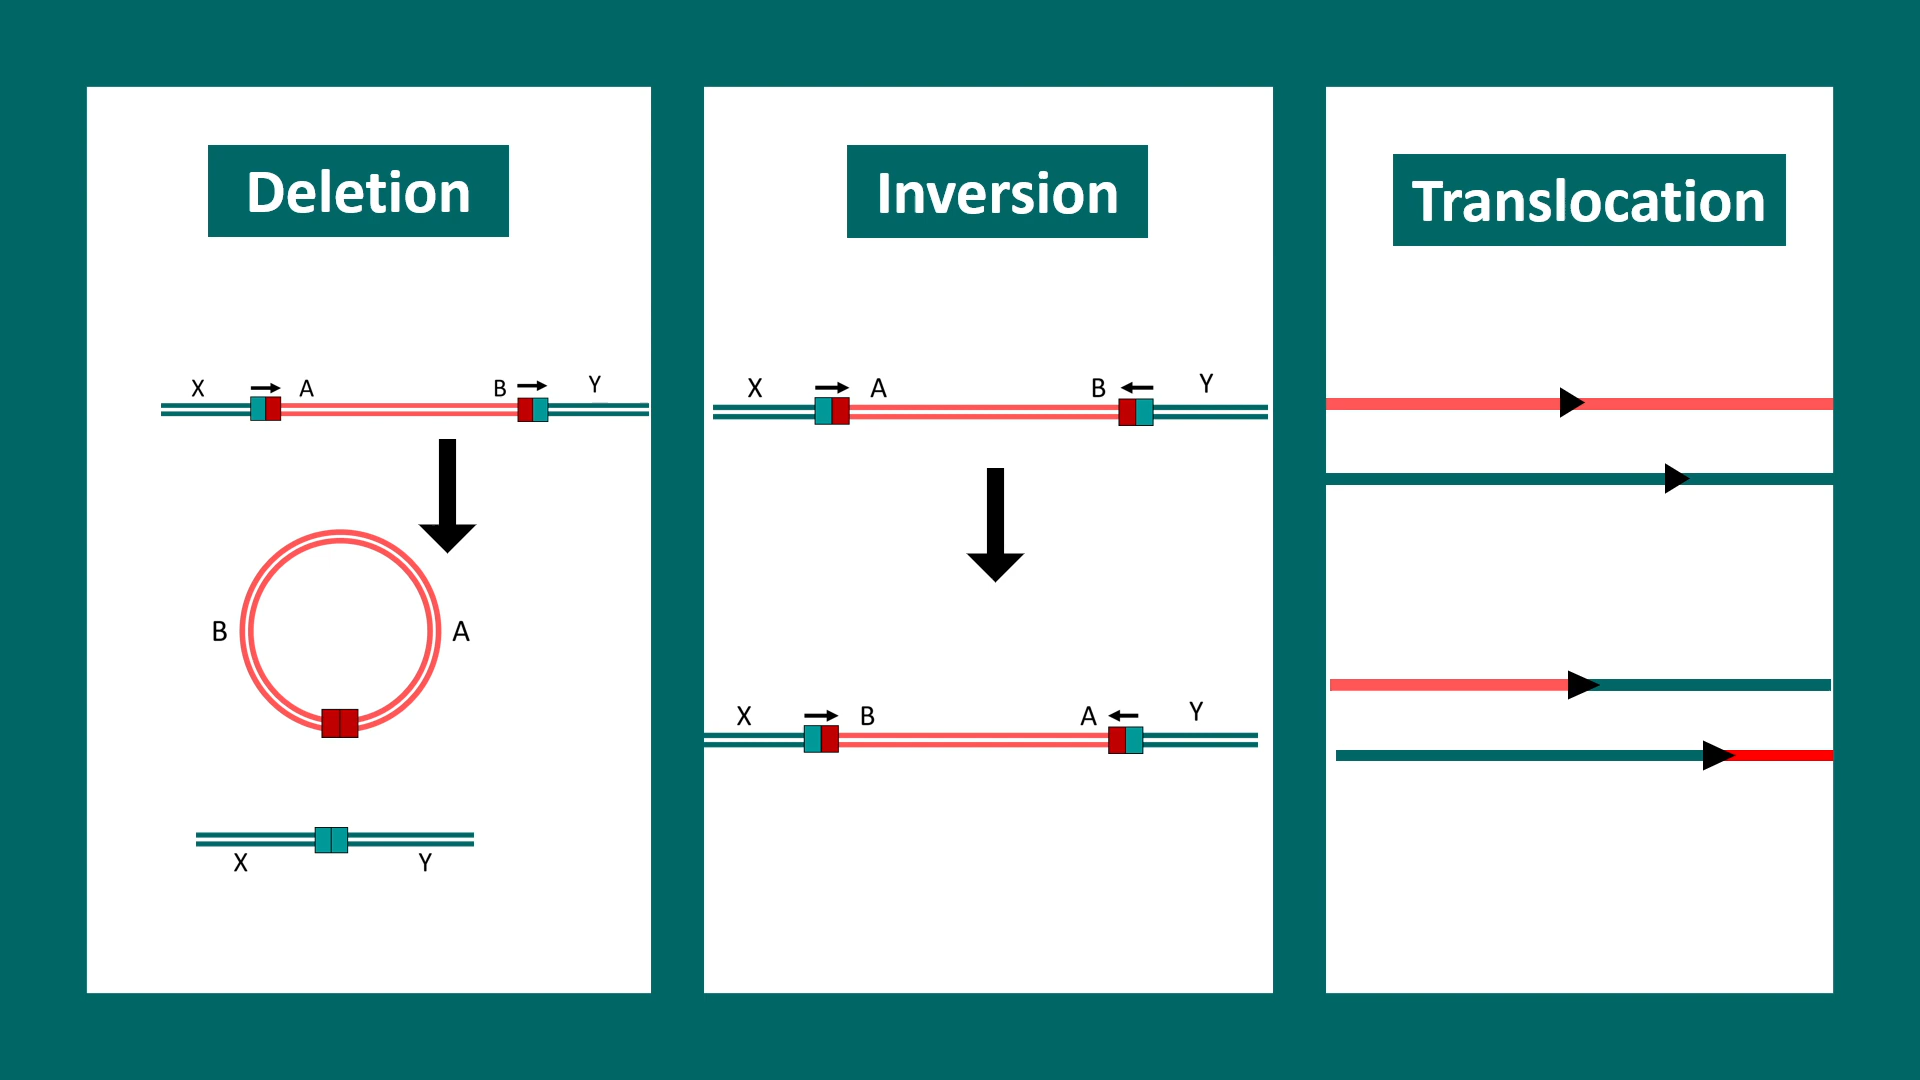 Deletion
X A B Y
B A
X Y
Inversion
X A B Y
X B A Y
Translocation